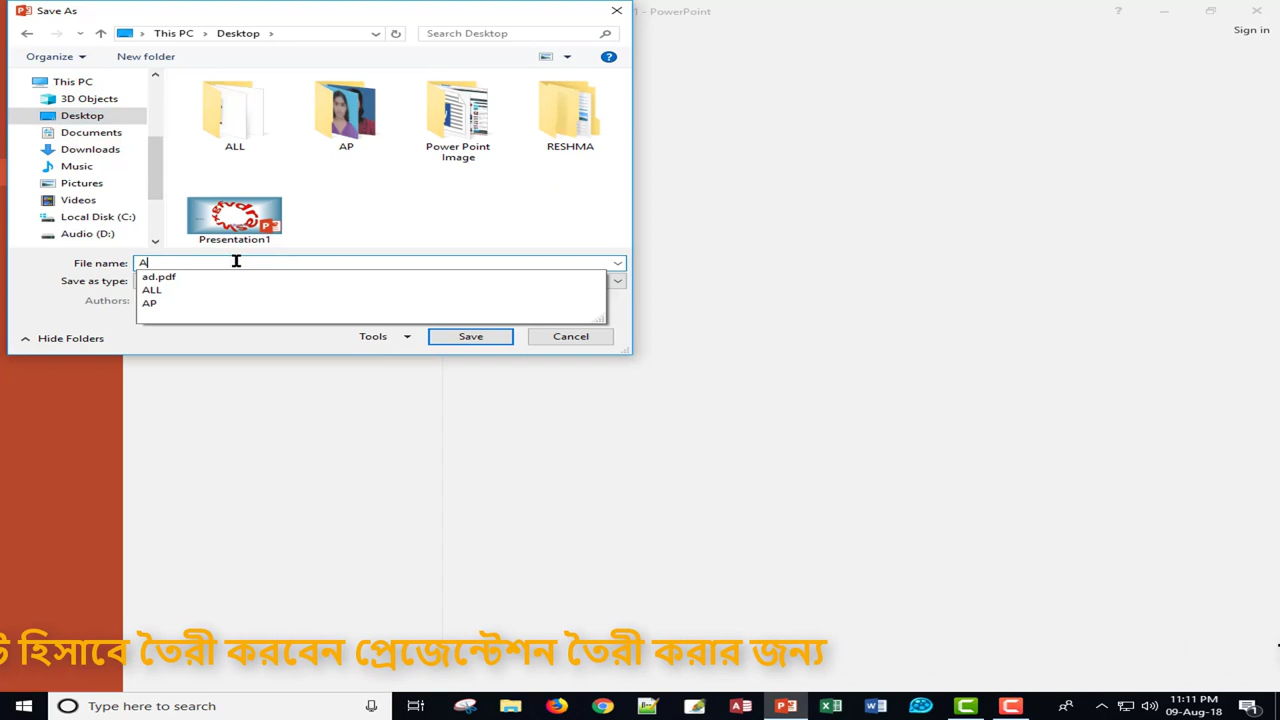 Save As
1 - PowerPoint
Sign in
This PC
Desktop
Search Desktop
Organize
New folder
This PC
3D Objects
Desktop
Documents
Downloads
Music
Pictures
Videos
Local Disk (C:)
Audio (D:)
ALL
AP
Power Point
Image
RESHMA
Presentation1
File name:
A
Save as type:
ad.pdf
ALL
AP
Authors:
Hide Folders
Tools
Save
Cancel
হিসাবে তৈরী করবেন প্রেজেন্টেশন তৈরী করার জন্য
Type here to search
11:11 PM
09-Aug-18